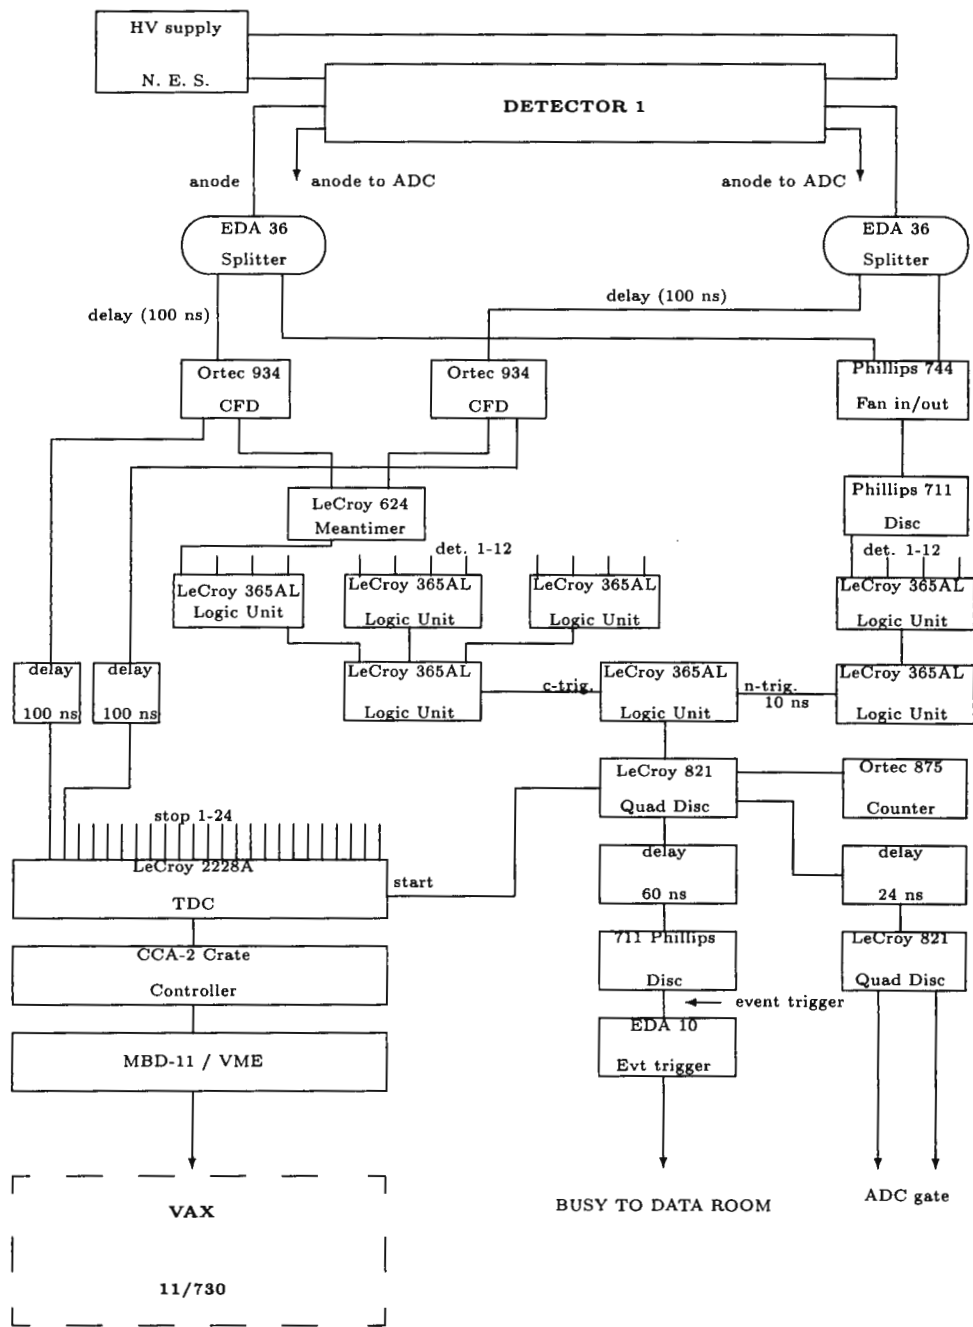 HV supply
N. E. S.
DETECTOR 1
anode
anode to ADC
anode to ADC
EDA 36
Splitter
EDA 36
Splitter
delay (100 ns)
delay (100 ns)
Ortec 934
CFD
Ortec 934
CFD
Phillips 744
Fan in/out
LeCroy 624
Meantimer
Phillips 711
Disc
det. 1-12
det. 1-12
LeCroy 365AL
Logic Unit
LeCroy 365AL
Logic Unit
LeCroy 365AL
Logic Unit
LeCroy 365AL
Logic Unit
delay
100 ns
delay
100 ns
LeCroy 365AL
Logic Unit
c-trig.
LeCroy 365AL
Logic Unit
n-trig.
10 ns
LeCroy 365AL
Logic Unit
LeCroy 821
Quad Disc
Ortec 875
Counter
stop 1-24
LeCroy 2228A
TDC
start
delay
60 ns
delay
24 ns
CCA-2 Crate
Controller
711 Phillips
Disc
LeCroy 821
Quad Disc
event trigger
MBD-11 / VME
EDA 10
Evt trigger
VAX
11/730
BUSY TO DATA ROOM
ADC gate